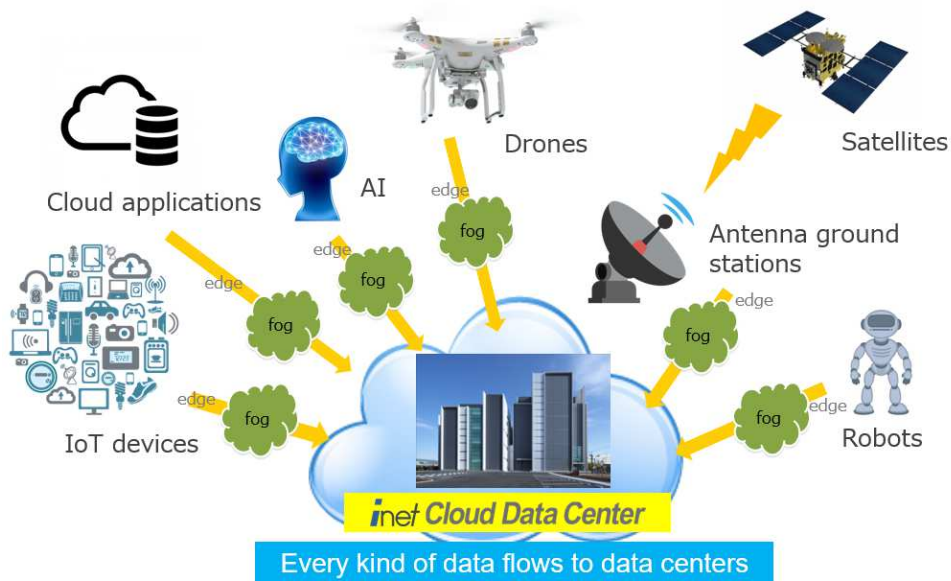 Drones
Satellites
Cloud applications
AI
edge
Antenna ground
stations
edge
fog
edge
fog
edge
fog
edge
fog
IoT devices
edge
fog
edge
fog
Robots
inet Cloud Data Center
Every kind of data flows to data centers